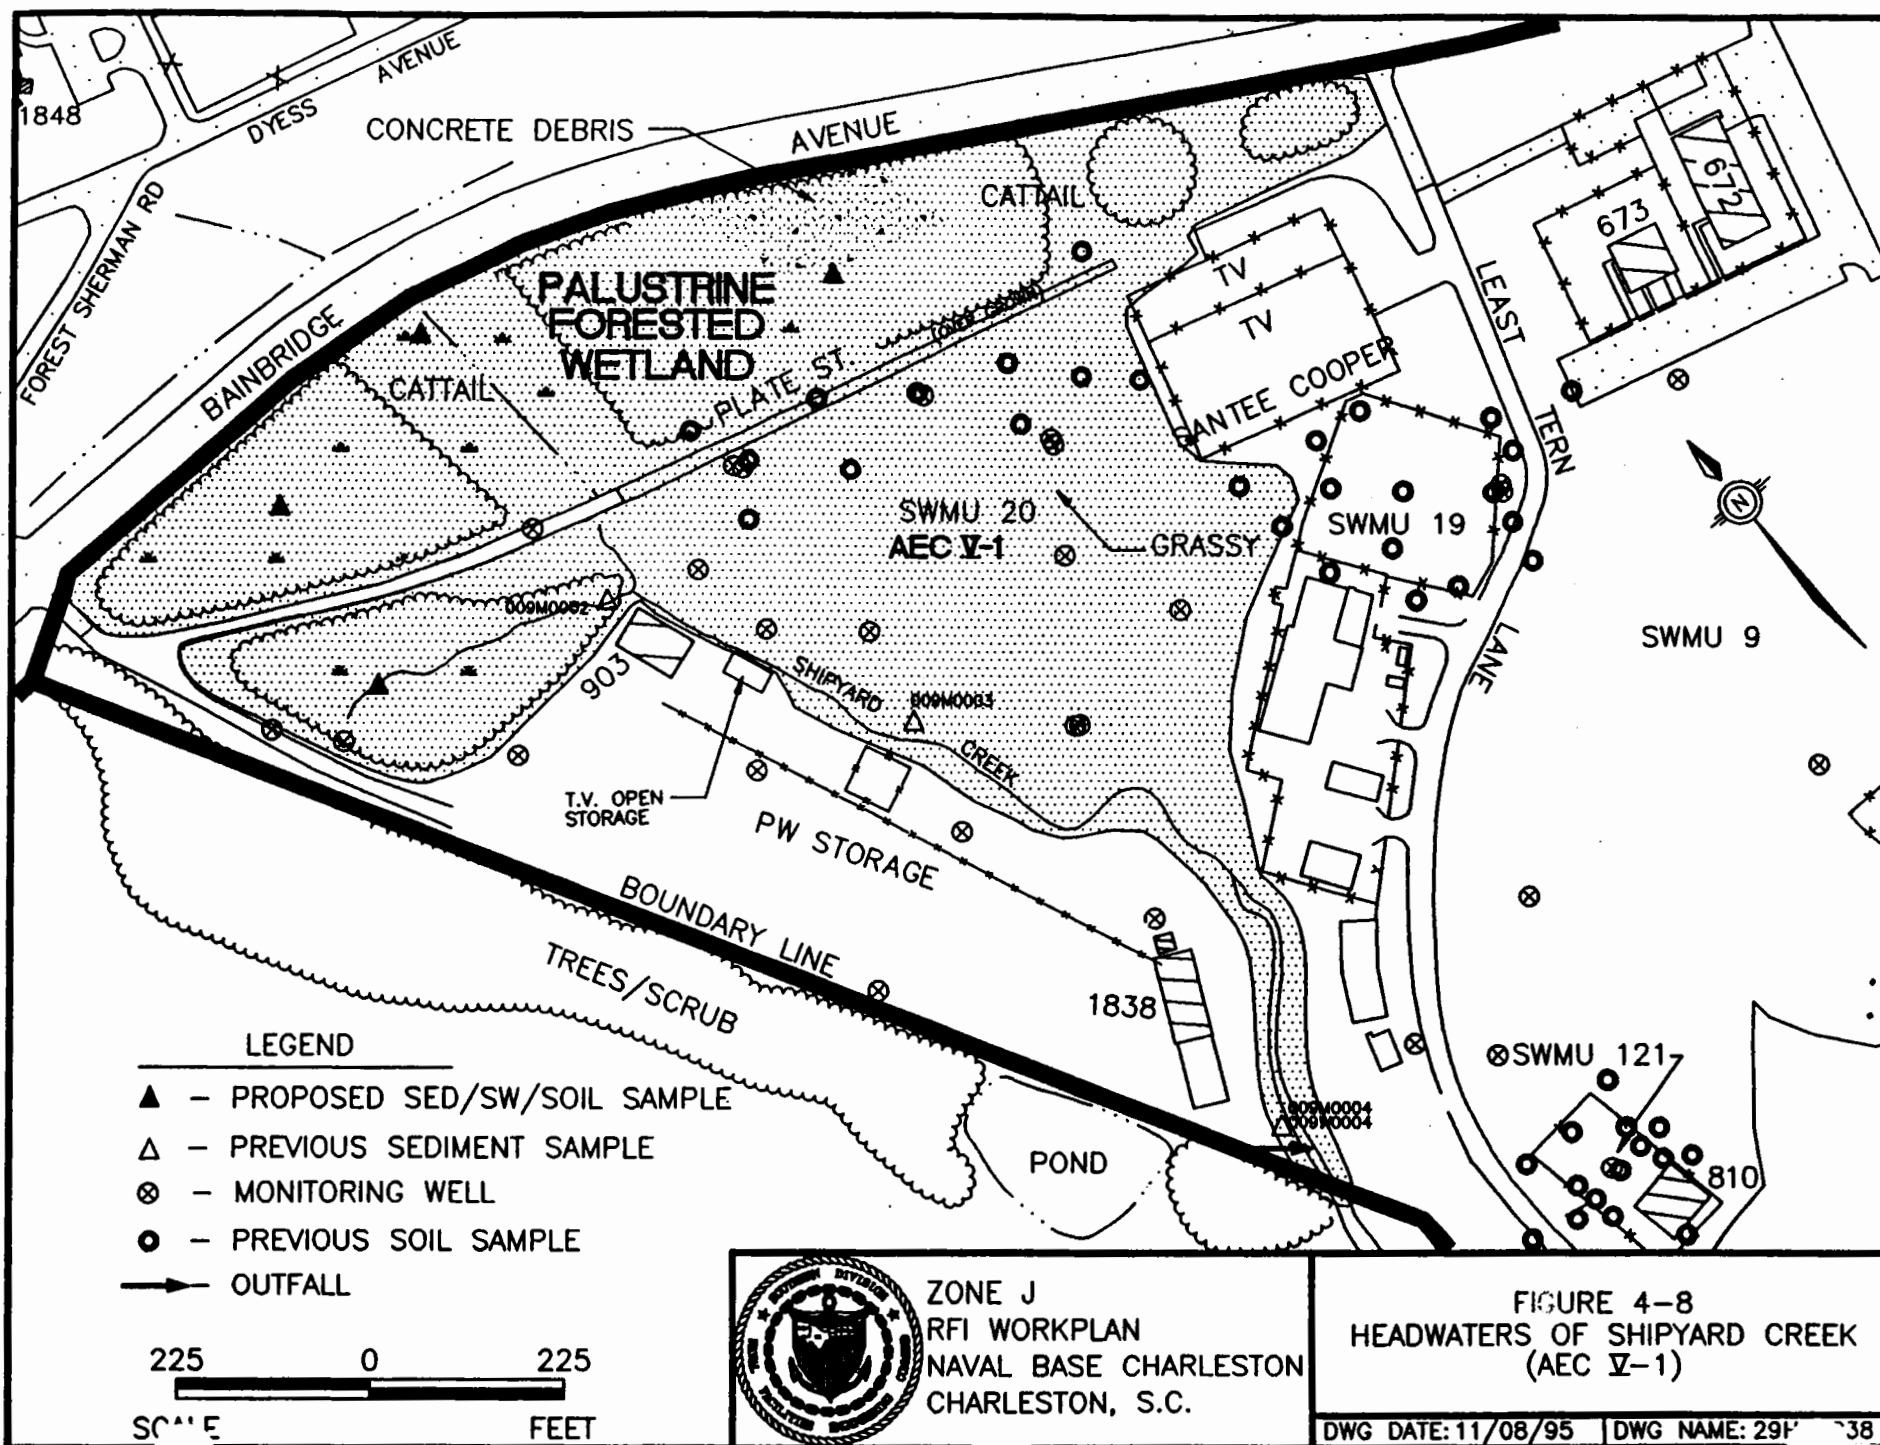 1848
DYESS AVENUE
CONCRETE DEBRIS
AVENUE
CATTAIL
672
673
FOREST SHERMAN RD
BAINBRIDGE
PALUSTRINE
FORESTED
WETLAND
TV
TV
LEAST
CATTAIL
PLATE ST.
SANTEE COOPER
TERN
N
SWMU 20
AEC V-1
GRASSY
SWMU 19
LANE
SWMU 9
009M0002
903
SHIPYARD
009M0003
CREEK
T.V. OPEN
STORAGE
PW STORAGE
BOUNDARY LINE
TREES/SCRUB
1838
SWMU 121
009M0004
POND
810
LEGEND
– PROPOSED SED/SW/SOIL SAMPLE
– PREVIOUS SEDIMENT SAMPLE
– MONITORING WELL
– PREVIOUS SOIL SAMPLE
– OUTFALL
225 0 225
FEET
SOUTHERN DIVISION
ZONE J
RFI WORKPLAN
NAVAL BASE CHARLESTON
CHARLESTON, S.C.
FIGURE 4-8
HEADWATERS OF SHIPYARD CREEK
(AEC V-1)
DWG DATE: 11/08/95
DWG NAME: